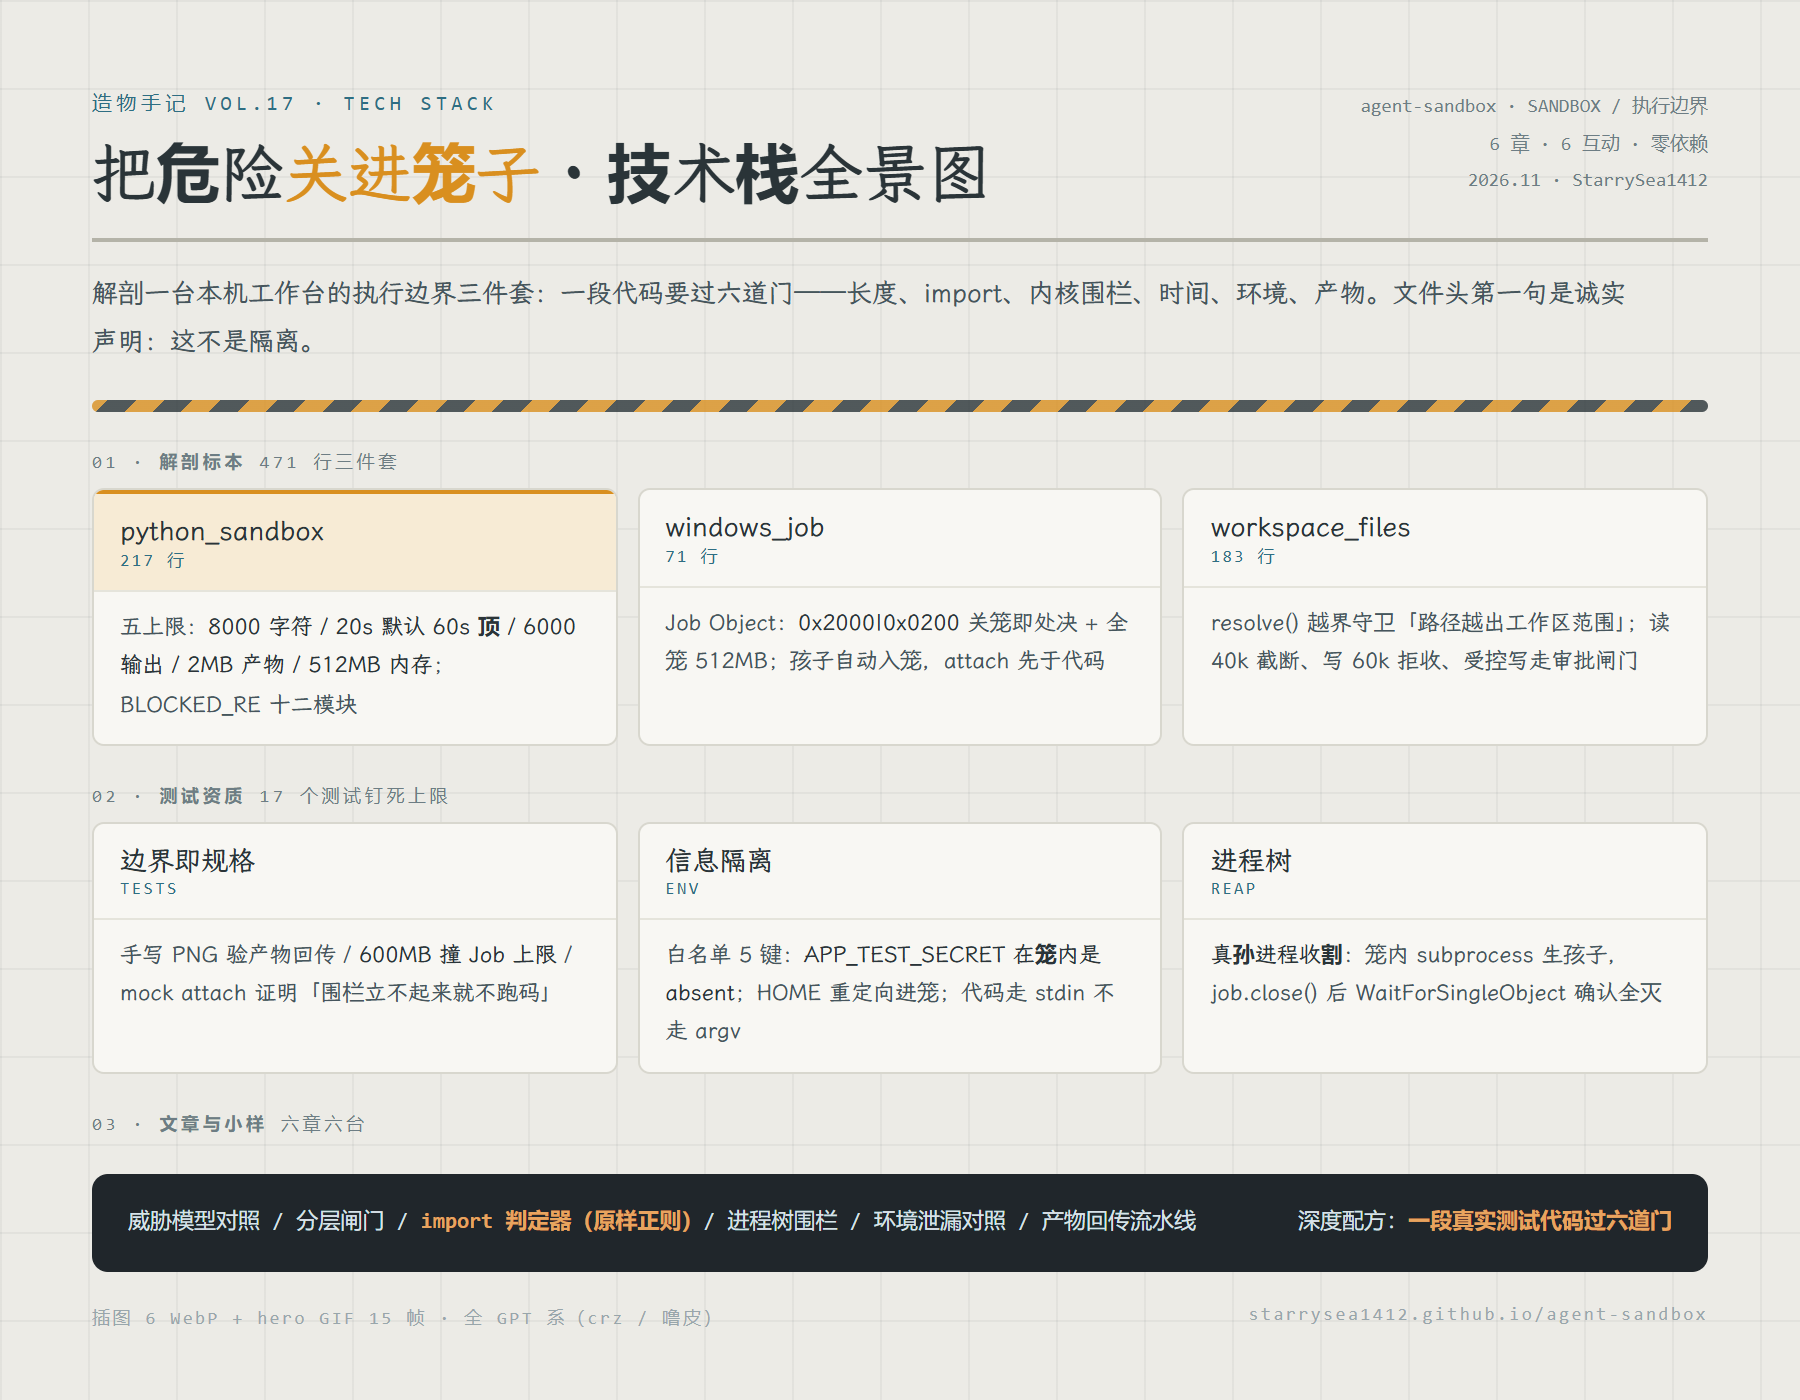 造物手记 VOL.17 · TECH STACK
把危险关进笼子·技术栈全景图
agent-sandbox · SANDBOX / 执行边界
6 章 · 6 互动 · 零依赖
2026.11 · StarrySea1412
解剖一台本机工作台的执行边界三件套：一段代码要过六道门——长度、import、内核围栏、时间、环境、产物。文件头第一句是诚实
声明：这不是隔离。
01 · 解剖标本 471 行三件套
python_sandbox
217 行
五上限：8000 字符 / 20s 默认 60s 顶 / 6000
输出 / 2MB 产物 / 512MB 内存；
BLOCKED_RE 十二模块
windows_job
71 行
Job Object：0x2000|0x0200 关笼即处决 + 全
笼 512MB；孩子自动入笼，attach 先于代码
workspace_files
183 行
resolve() 越界守卫「路径越出工作区范围」；读
40k 截断、写 60k 拒收、受控写走审批闸门
02 · 测试资质 17 个测试钉死上限
边界即规格
TESTS
手写 PNG 验产物回传 / 600MB 撞 Job 上限 /
mock attach 证明「围栏立不起来就不跑码」
信息隔离
ENV
白名单 5 键：APP_TEST_SECRET 在笼内是
absent；HOME 重定向进笼；代码走 stdin 不
走 argv
进程树
REAP
真孙进程收割：笼内 subprocess 生孩子，
job.close() 后 WaitForSingleObject 确认全灭
03 · 文章与小样 六章六台
威胁模型对照 / 分层闸门 / import 判定器（原样正则）/ 进程树围栏 / 环境泄漏对照 / 产物回传流水线
深度配方：一段真实测试代码过六道门
插图 6 WebP + hero GIF 15 帧 · 全 GPT 系（crz / 噜皮）
starrysea1412.github.io/agent-sandbox